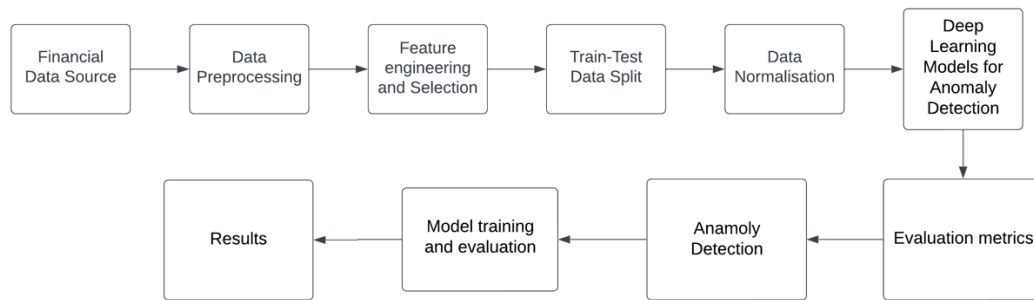 Financial
Data Source
Data
Preprocessing
Feature
engineering
and Selection
Train-Test
Data Split
Data
Normalisation
Deep
Learning
Models for
Anomaly
Detection
Evaluation metrics
Anamoly
Detection
Model training
and evaluation
Results